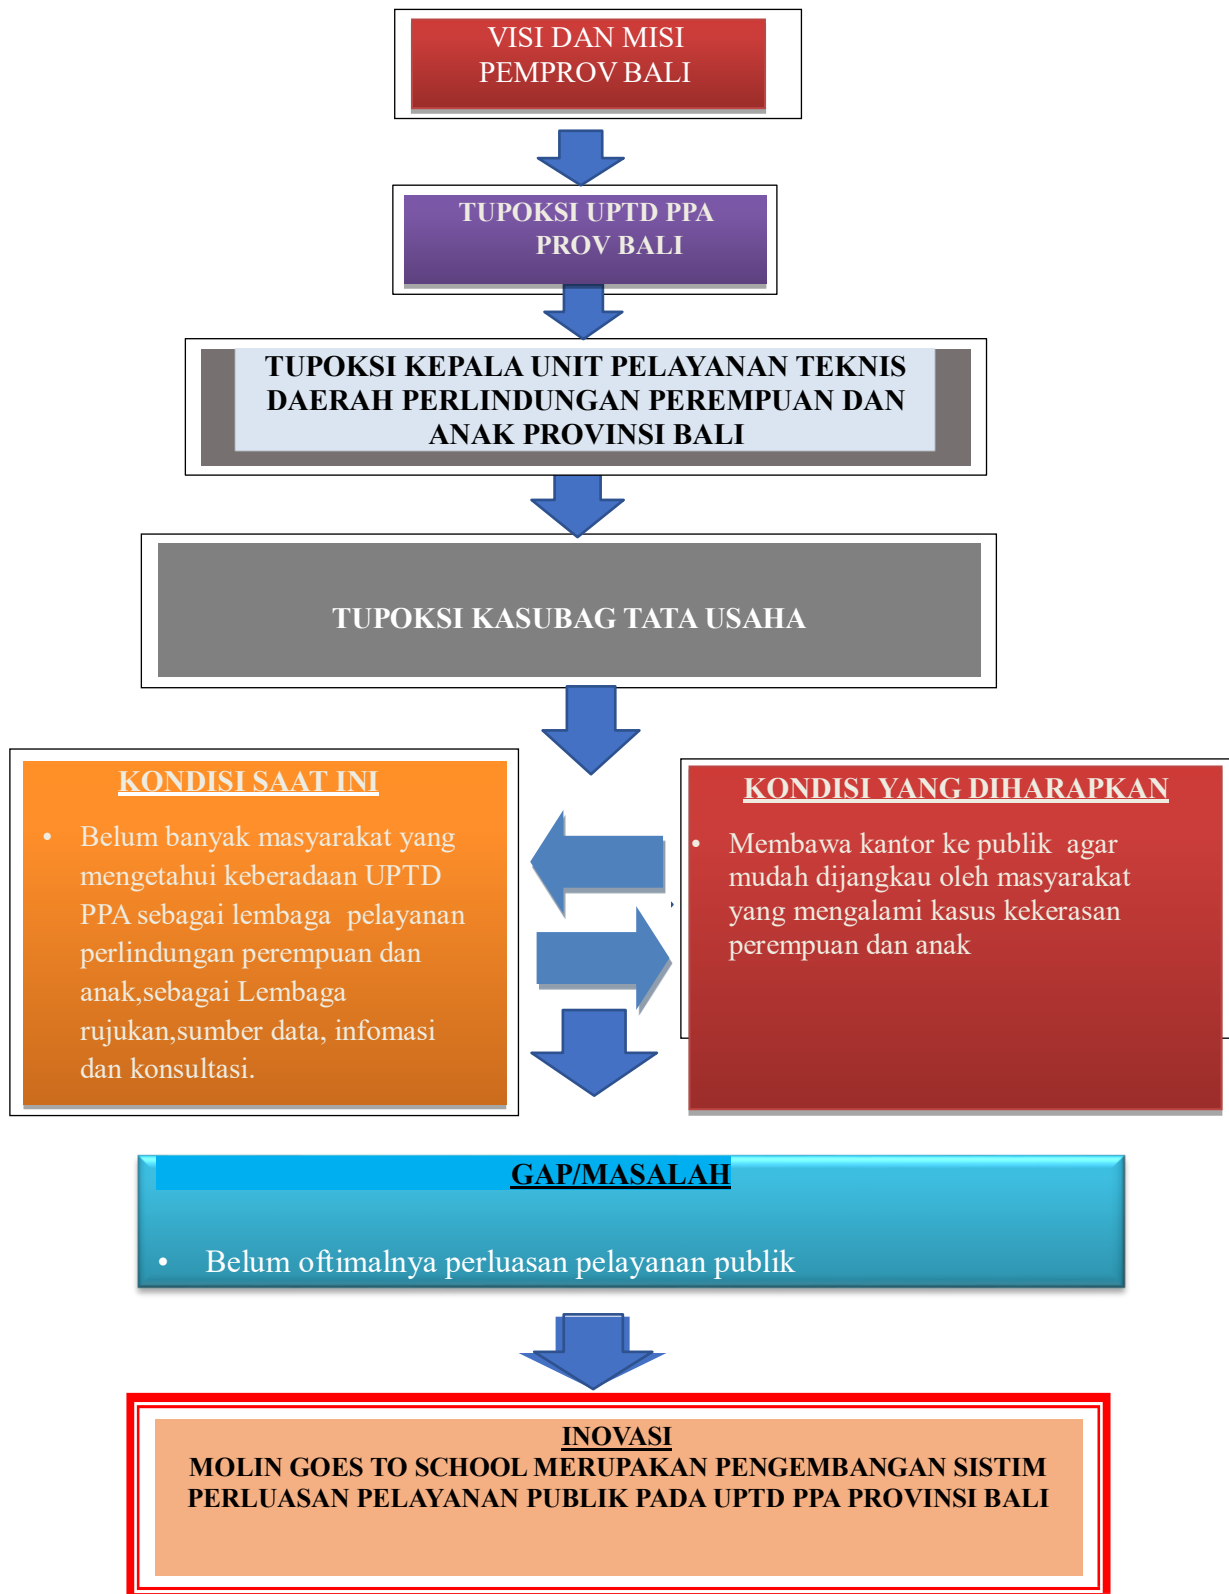 VISI DAN MISI
PEMPROV BALI
TUPOKSI UPTD PPA
PROV BALI
TUPOKSI KEPALA UNIT PELAYANAN TEKNIS
DAERAH PERLINDUNGAN PEREMPUAN DAN
ANAK PROVINSI BALI
TUPOKSI KASUBAG TATA USAHA
KONDISI SAAT INI
• Belum banyak masyarakat yang
mengetahui keberadaan UPTD
PPA sebagai lembaga pelayanan
perlindungan perempuan dan
anak,sebagai Lembaga
rujukan,sumber data, infomasi
dan konsultasi.
KONDISI YANG DIHARAPKAN
• Membawa kantor ke publik agar
mudah dijangkau oleh masyarakat
yang mengalami kasus kekerasan
perempuan dan anak
GAP/MASALAH
• Belum oftimalnya perluasan pelayanan publik
INOVASI
MOLIN GOES TO SCHOOL MERUPAKAN PENGEMBANGAN SISTIM
PERLUASAN PELAYANAN PUBLIK PADA UPTD PPA PROVINSI BALI